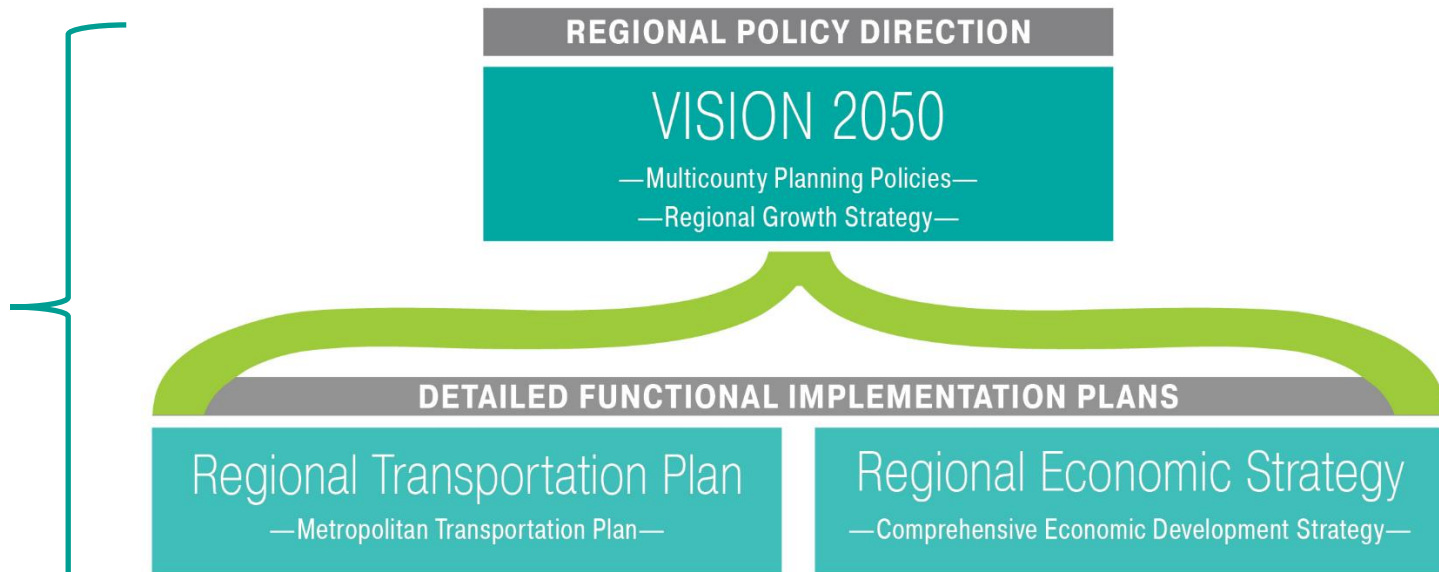 REGIONAL POLICY DIRECTION
VISION 2050
—Multicounty Planning Policies—
—Regional Growth Strategy—
DETAILED FUNCTIONAL IMPLEMENTATION PLANS
Regional Transportation Plan
—Metropolitan Transportation Plan—
Regional Economic Strategy
—Comprehensive Economic Development Strategy—